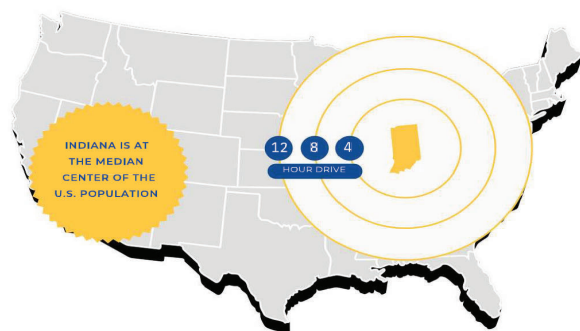 INDIANA IS AT
THE MEDIAN
CENTER OF THE
U.S. POPULATION
12 8 4
HOUR DRIVE